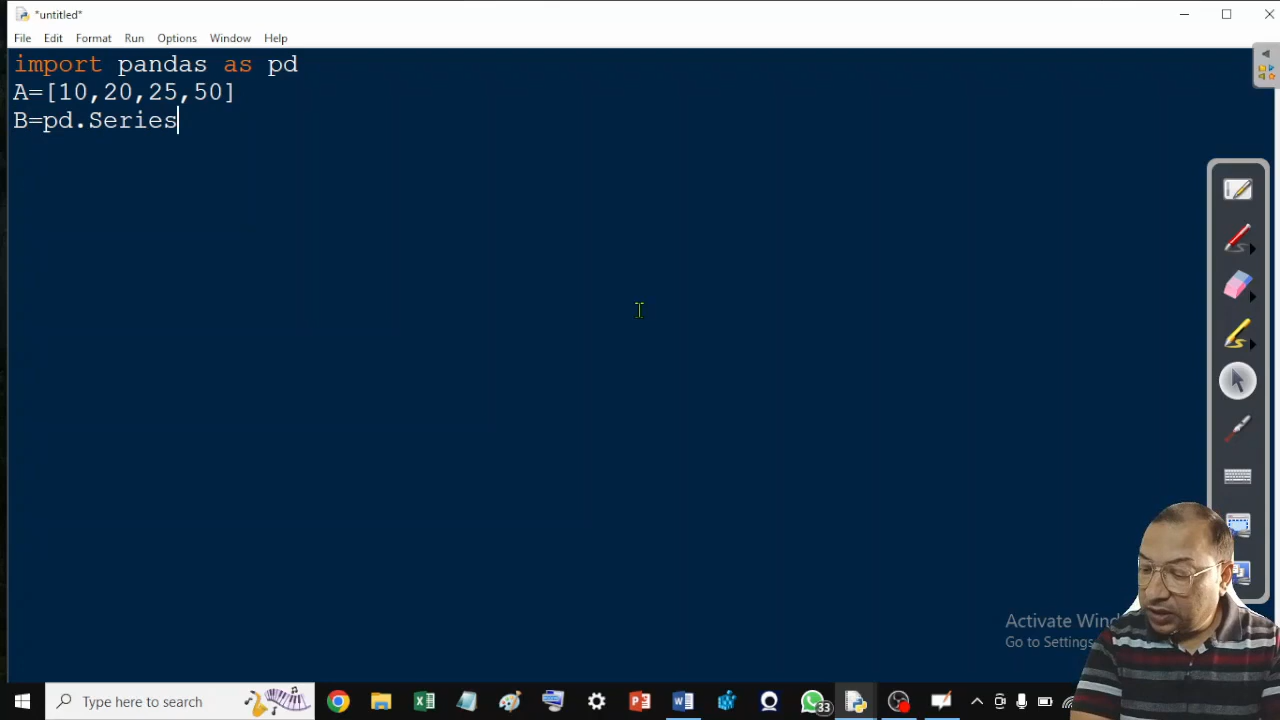 *untitled*
File Edit Format Run Options Window Help
import pandas as pd
A=[10,20,25,50]
B=pd.Series
Activate Wind
Go to Settings
Type here to search
33